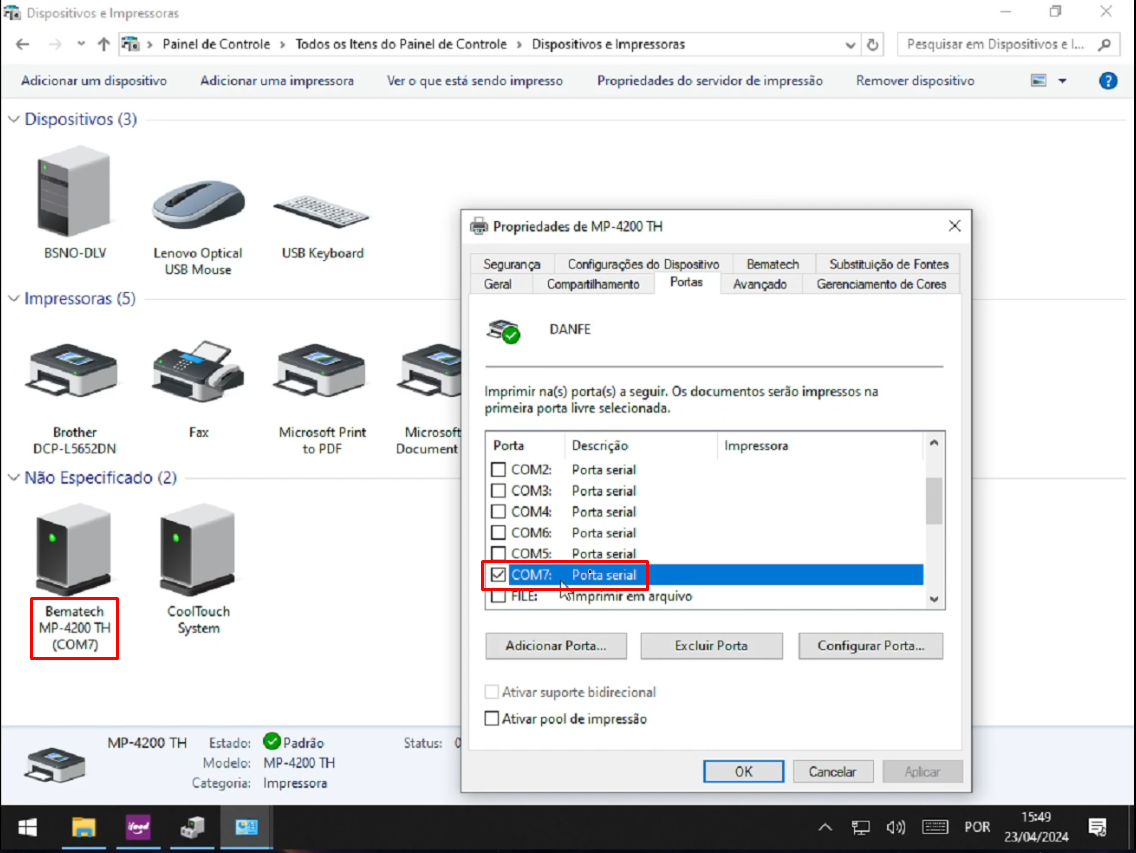 Dispositivos e Impressoras
Painel de Controle > Todos os Itens do Painel de Controle > Dispositivos e Impressoras
Pesquisar em Dispositivos e I...
Adicionar um dispositivo
Adicionar uma impressora
Ver o que está sendo impresso
Propriedades do servidor de impressão
Remover dispositivo
Dispositivos (3)
BSNO-DLV
Lenovo Optical
USB Mouse
USB Keyboard
Impressoras (5)
Brother
DCP-L5652DN
Fax
Microsoft Print
to PDF
Microsoft
Document
Não Especificado (2)
Bematech
MP-4200 TH
(COM7)
CoolTouch
System
Propriedades de MP-4200 TH
Segurança
Configurações do Dispositivo
Bematech
Substituição de Fontes
Geral
Compartilhamento
Portas
Avançado
Gerenciamento de Cores
DANFE
Imprimir na(s) porta(s) a seguir. Os documentos serão impressos na
primeira porta livre selecionada.
Porta Descrição Impressora
COM2: Porta serial
COM3: Porta serial
COM4: Porta serial
COM6: Porta serial
COM5: Porta serial
COM7: Porta serial
FILE: Imprimir em arquivo
Adicionar Porta...
Excluir Porta
Configurar Porta...
Ativar suporte bidirecional
Ativar pool de impressão
OK
Cancelar
Aplicar
MP-4200 TH
Estado: Padrão
Status: 0
Modelo: MP-4200 TH
Categoria: Impressora
ifood
POR
15:49
23/04/2024